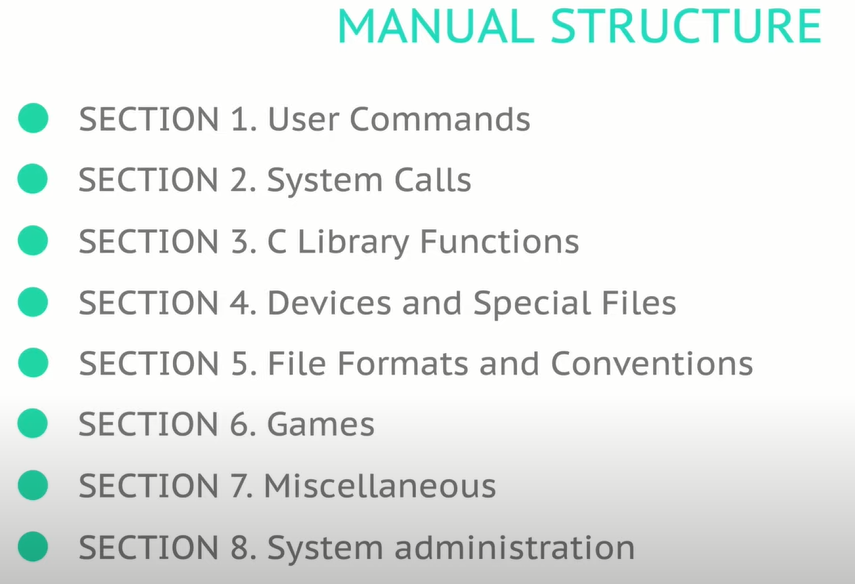 MANUAL STRUCTURE
SECTION 1. User Commands
SECTION 2. System Calls
SECTION 3. C Library Functions
SECTION 4. Devices and Special Files
SECTION 5. File Formats and Conventions
SECTION 6. Games
SECTION 7. Miscellaneous
SECTION 8. System administration